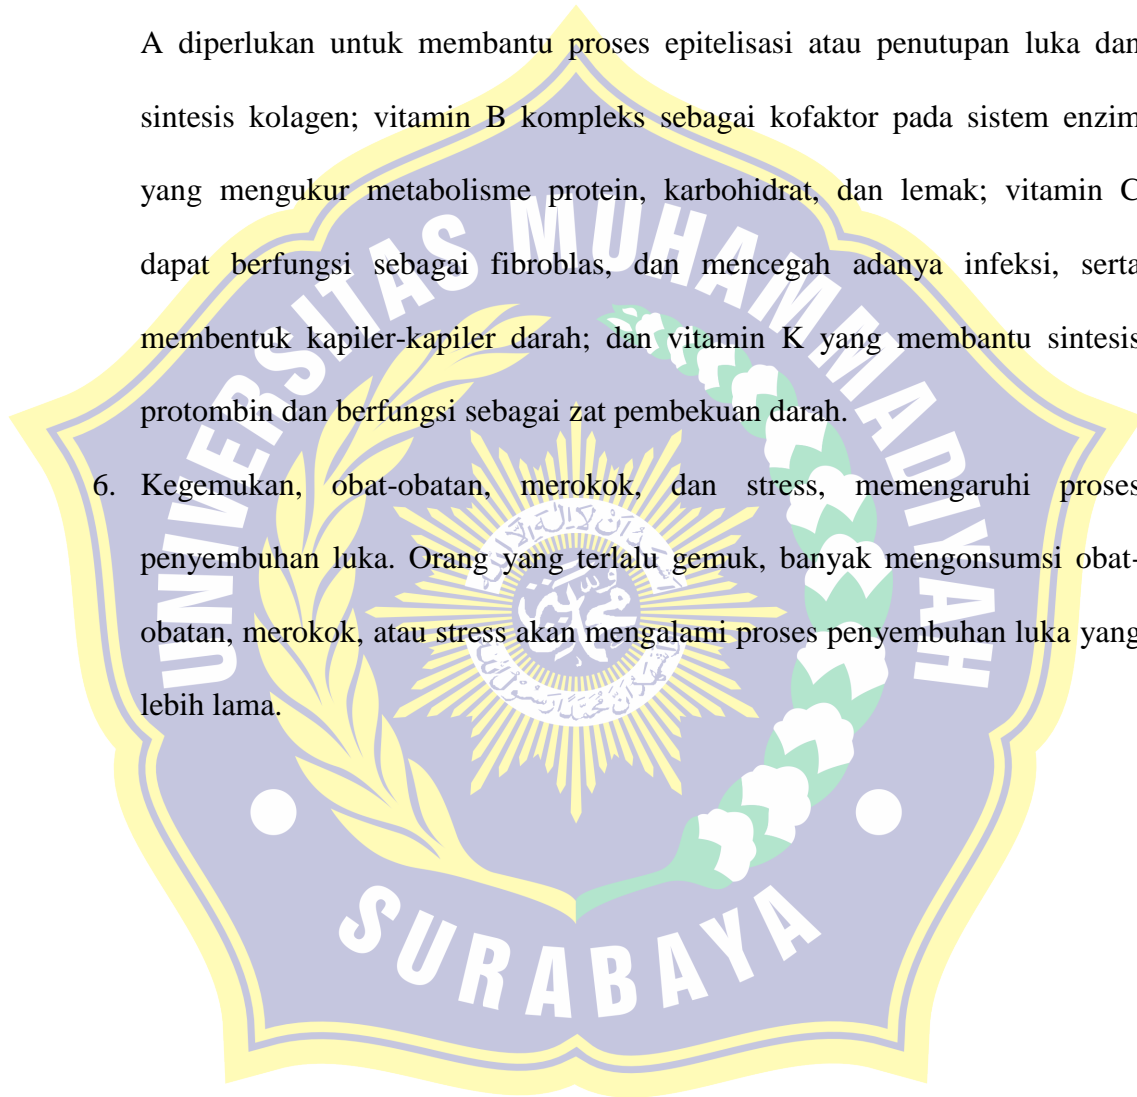 A diperlukan untuk membantu proses epitelisasi atau penutupan luka dan
sintesis kolagen; vitamin B kompleks sebagai kofaktor pada sistem enzim
yang mengukur metabolisme protein, karbohidrat, dan lemak; vitamin C
dapat berfungsi sebagai fibroblas, dan mencegah adanya infeksi, serta
membentuk kapiler-kapiler darah; dan vitamin K yang membantu sintesis
protombin dan berfungsi sebagai zat pembekuan darah.
6. Kegemukan, obat-obatan, merokok, dan stress, memengaruhi proses
penyembuhan luka. Orang yang terlalu gemuk, banyak mengonsumsi obat-
obatan, merokok, atau stress akan mengalami proses penyembuhan luka yang
lebih lama.
UNIVERSITAS MUHAMMADIYAH
SURABAYA